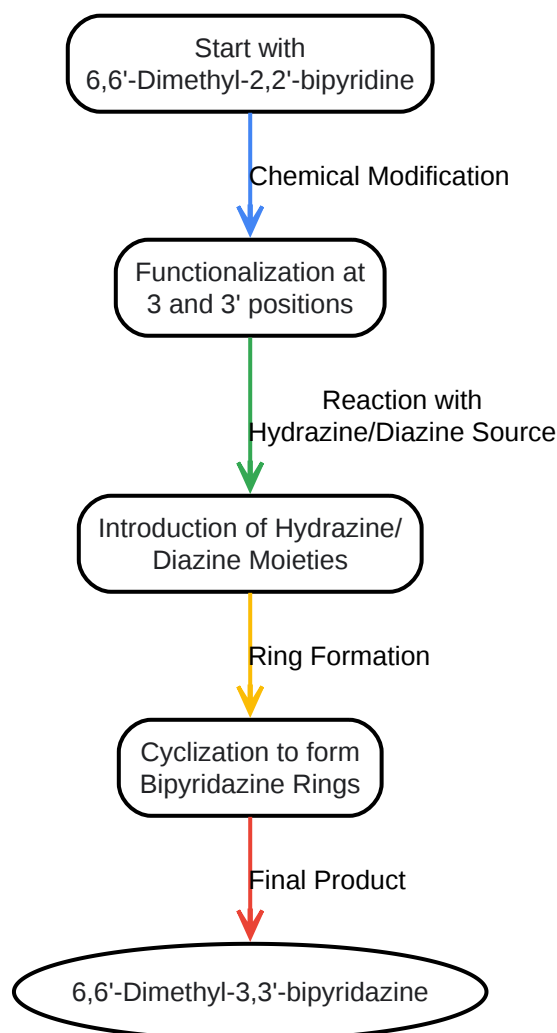 Start with
6,6'-Dimethyl-2,2'-bipyridine
Chemical Modification
Functionalization at
3 and 3' positions
Reaction with
Hydrazine/Diazine Source
Introduction of Hydrazine/
Diazine Moieties
Ring Formation
Cyclization to form
Bipyridazine Rings
Final Product
6,6'-Dimethyl-3,3'-bipyridazine